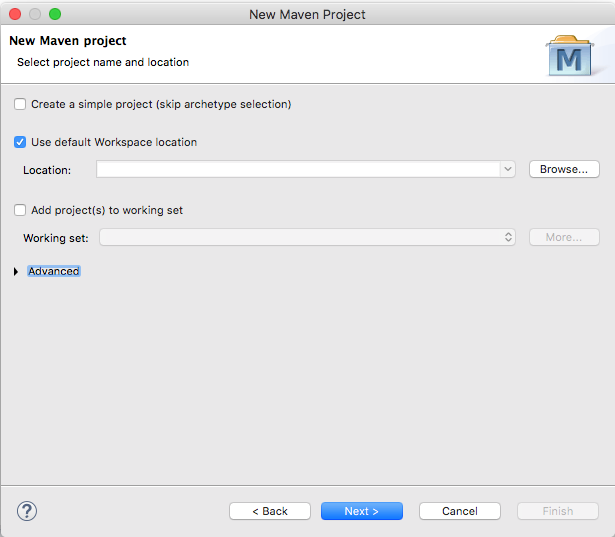 New Maven Project
New Maven project
Select project name and location
M
Create a simple project (skip archetype selection)
Use default Workspace location
Location:
Browse...
Add project(s) to working set
Working set:
More...
Advanced
?
< Back
Next >
Cancel
Finish